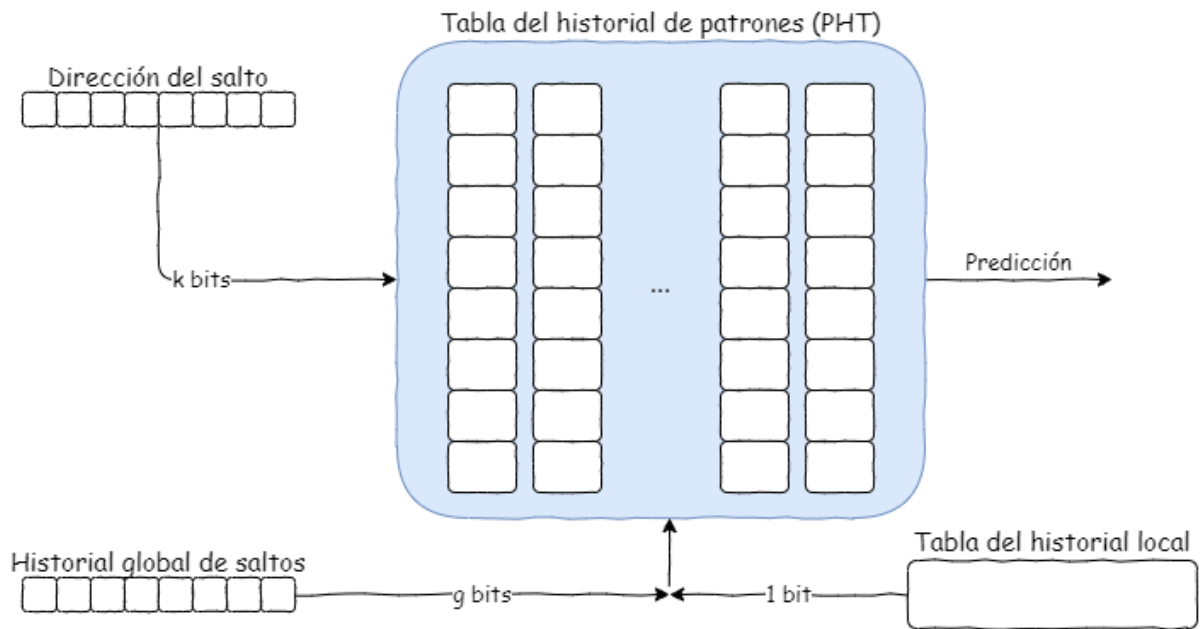 Tabla del historial de patrones (PHT)
Dirección del salto
k bits
...
Predicción
Historial global de saltos
g bits
1 bit
Tabla del historial local